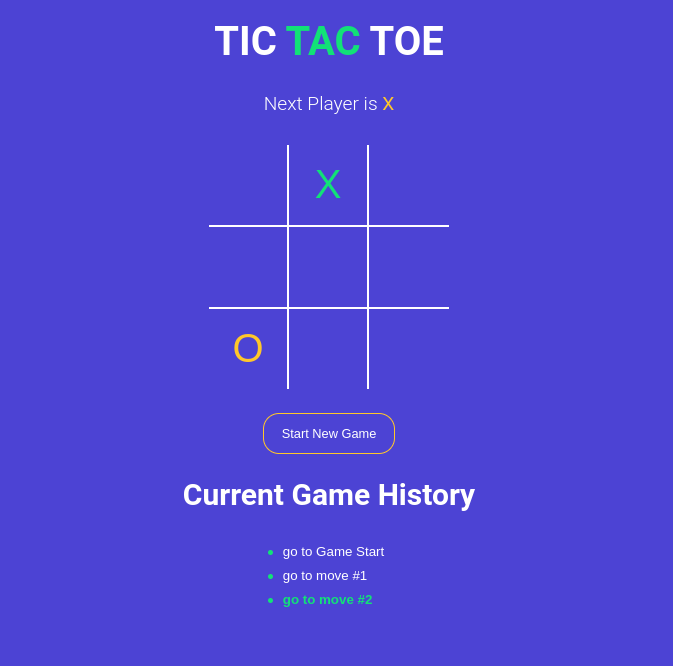 TIC TAC TOE
Next Player is X
X
O
Start New Game
Current Game History
go to Game Start
go to move #1
go to move #2